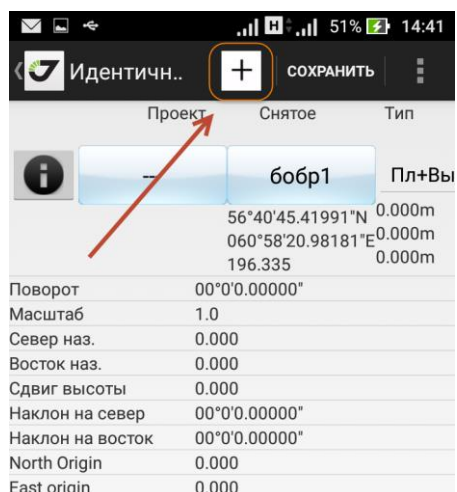 51% 14:41
Идентичн.. + СОХРАНИТЬ
Проект Снятое Тип
-- бобр1 Пл+Вы
56°40'45.41991"N 0.000m
060°58'20.98181"E 0.000m
196.335 0.000m
Поворот 00°0'0.00000"
Масштаб 1.0
Север наз. 0.000
Восток наз. 0.000
Сдвиг высоты 0.000
Наклон на север 00°0'0.00000"
Наклон на восток 00°0'0.00000"
North Origin 0.000
East origin 0.000